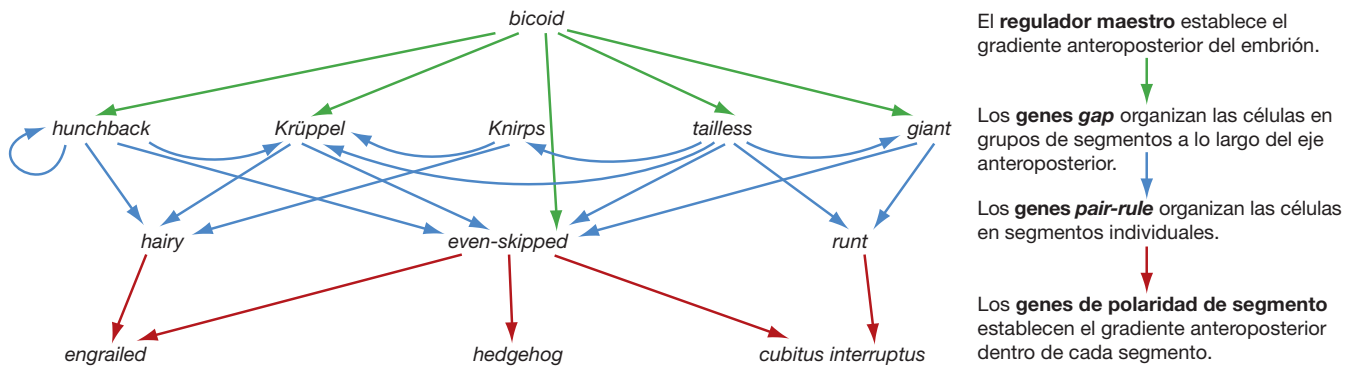 bicoid
hunchback Krüppel Knirps tailless giant
hairy even-skipped runt
engrailed hedgehog cubitus interruptus
El regulador maestro establece el
gradiente anteroposterior del embrión.
Los genes gap organizan las células en
grupos de segmentos a lo largo del eje
anteroposterior.
Los genes pair-rule organizan las células
en segmentos individuales.
Los genes de polaridad de segmento
establecen el gradiente anteroposterior
dentro de cada segmento.